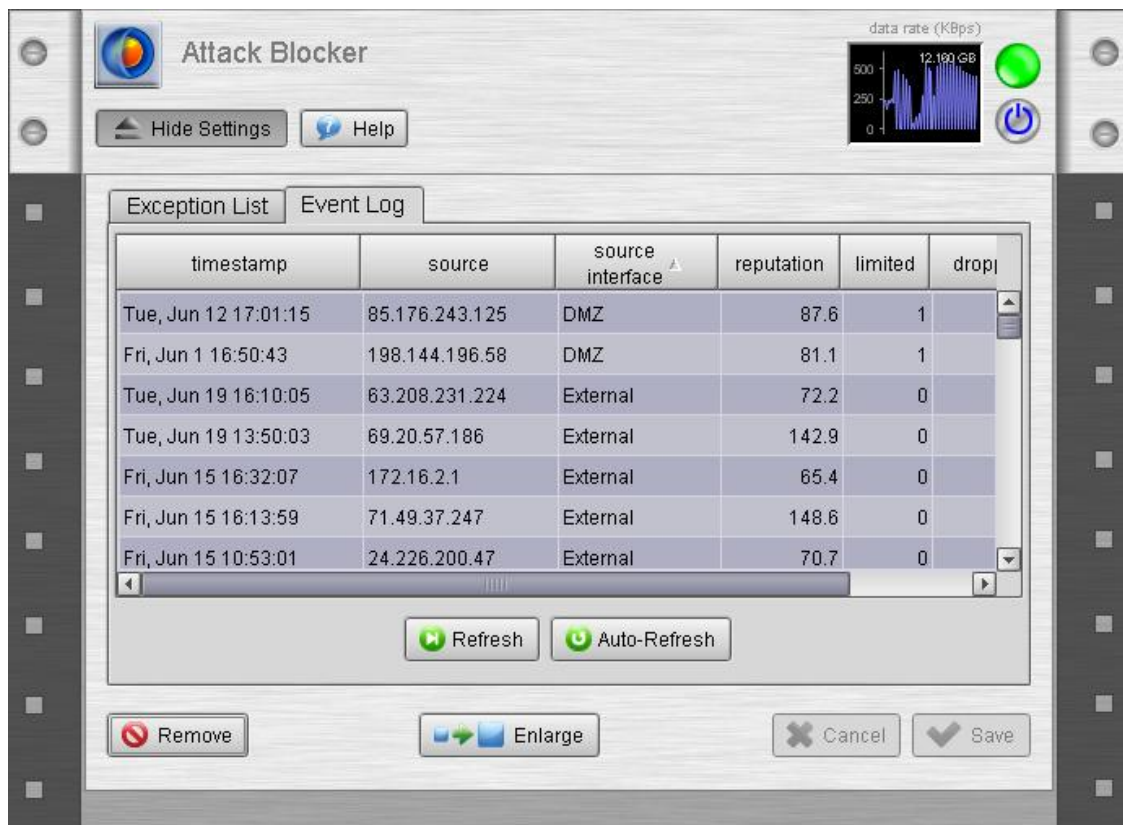 data rate (KBps)
Attack Blocker
12.160 GB
500
250
0
Hide Settings Help
Exception List Event Log
timestamp source source interface reputation limited dropp
Tue, Jun 12 17:01:15 85.176.243.125 DMZ 87.6 1
Fri, Jun 1 16:50:43 198.144.196.58 DMZ 81.1 1
Tue, Jun 19 16:10:05 63.208.231.224 External 72.2 0
Tue, Jun 19 13:50:03 69.20.57.186 External 142.9 0
Fri, Jun 15 16:32:07 172.16.2.1 External 65.4 0
Fri, Jun 15 16:13:59 71.49.37.247 External 148.6 0
Fri, Jun 15 10:53:01 24.226.200.47 External 70.7 0
Refresh Auto-Refresh
Remove Enlarge Cancel Save